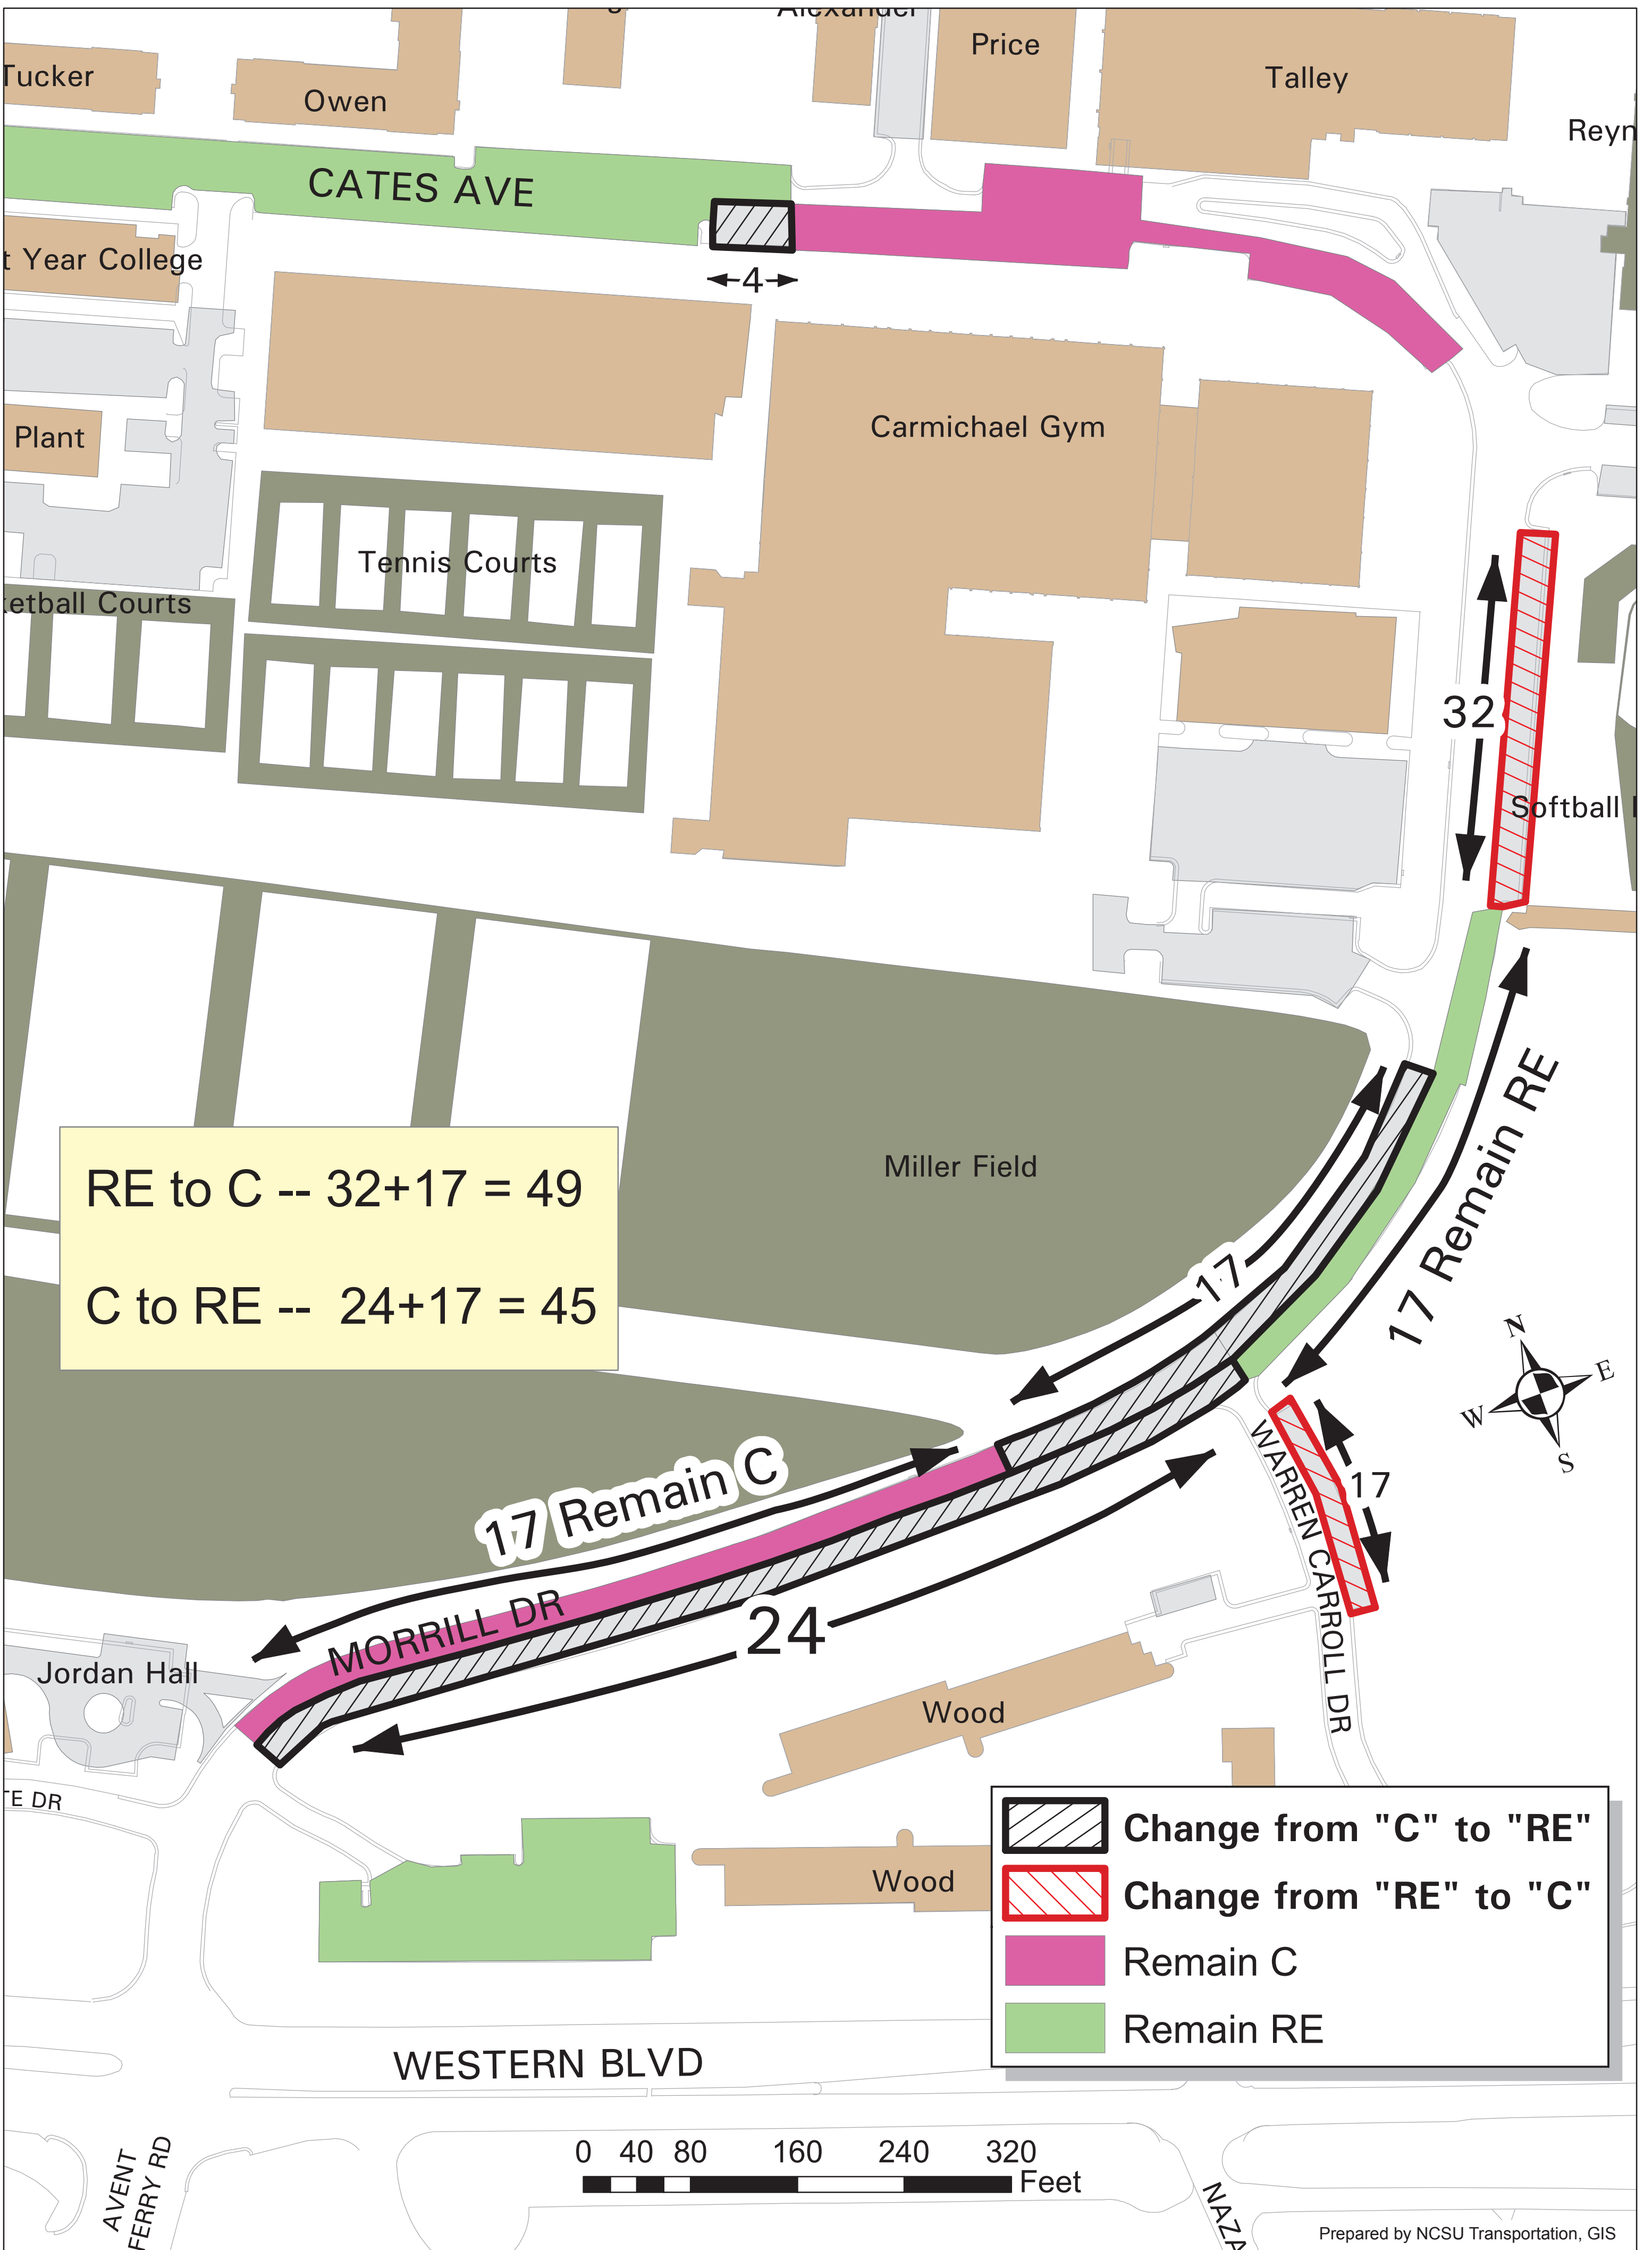 Alexander
Price
Talley
Tucker
Owen
Reyn
CATES AVE
t Year College
4
Carmichael Gym
Plant
Tennis Courts
etball Courts
32
Softball
RE to C -- 32+17 = 49
C to RE -- 24+17 = 45
Miller Field
17 Remain RE
17
N
E
W
S
WARREN CARROLL DR
17
17 Remain C
MORRILL DR
24
Jordan Hall
Wood
TE DR
Wood
Change from "C" to "RE"
Change from "RE" to "C"
Remain C
Remain RE
WESTERN BLVD
0 40 80 160 240 320
Feet
AVENT
FERRY RD
NAZA
Prepared by NCSU Transportation, GIS